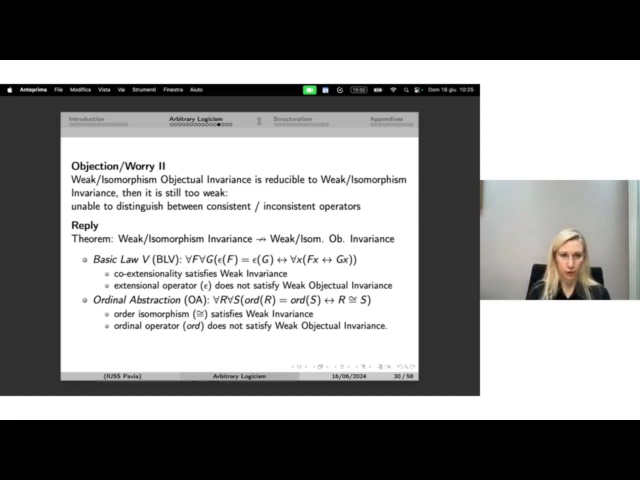 Anteprima File Modifica Mostra Vai Strumenti Finestra Aiuto Dom 16 giu 10:25
Introduction Arbitrary Logicism Structuralism Appendives
Objection/Worry II
Weak/Isomorphism Objectual Invariance is reducible to Weak/Isomorphism
Invariance, then it is still too weak:
unable to distinguish between consistent / inconsistent operators
Reply
Theorem: Weak/Isomorphism Invariance ↛ Weak/Isom. Ob. Invariance
Basic Law V (BLV): ∀F∀G(ϵ(F) = ϵ(G) ↔ ∀x(Fx ↔ Gx))
co-extensionality satisfies Weak Invariance
extensional operator (ϵ) does not satisfy Weak Objectual Invariance
Ordinal Abstraction (OA): ∀R∀S(ord(R) = ord(S) ↔ R ≅ S)
order isomorphism (≅) satisfies Weak Invariance
ordinal operator (ord) does not satisfy Weak Objectual Invariance.
(IUSS Pavia) Arbitrary Logicism 16/06/2024 30 / 58